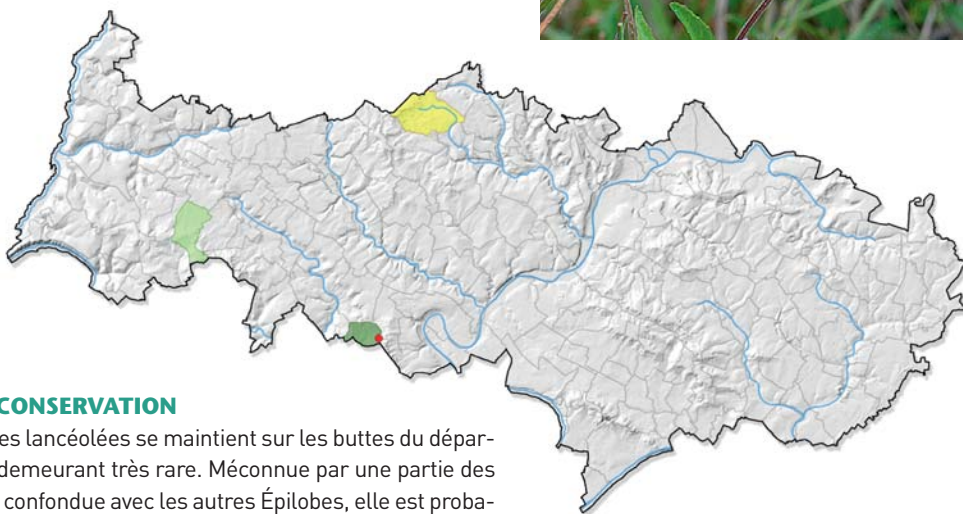 CONSERVATION
es lancéolées se maintient sur les buttes du dépar-
demeurant très rare. Méconnue par une partie des
confondue avec les autres Épilobes, elle est proba-